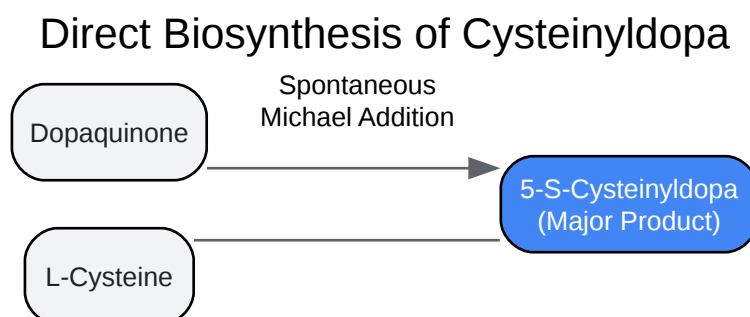 Direct Biosynthesis of Cysteinyldopa
Spontaneous
Michael Addition
Dopaquinone
5-S-Cysteinyldopa
(Major Product)
L-Cysteine